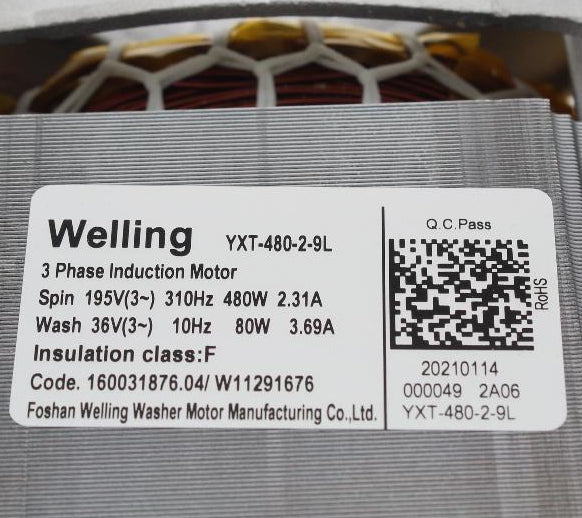 Welling YXT-480-2-9L
3 Phase Induction Motor
Spin 195V(3~) 310Hz 480W 2.31A
Wash 36V(3~) 10Hz 80W 3.69A
Insulation class:F
Code. 160031876.04/ W11291676
Foshan Welling Washer Motor Manufacturing Co.,Ltd.
Q.C.Pass
RoHS
20210114
000049 2A06
YXT-480-2-9L